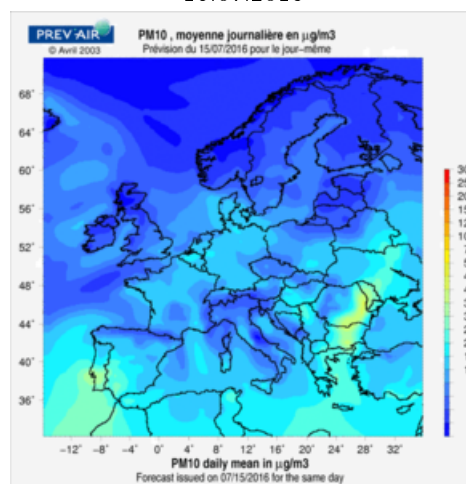 PREV'AIR
© Avril 2003
PM10 , moyenne journalière en µg/m3
Prévision du 15/07/2016 pour le jour-même
68°
64°
60°
56°
52°
48°
44°
40°
36°
−12° −8° −4° 0° 4° 8° 12° 16° 20° 24° 28° 32°
PM10 daily mean in µg/m3
Forecast issued on 07/15/2016 for the same day